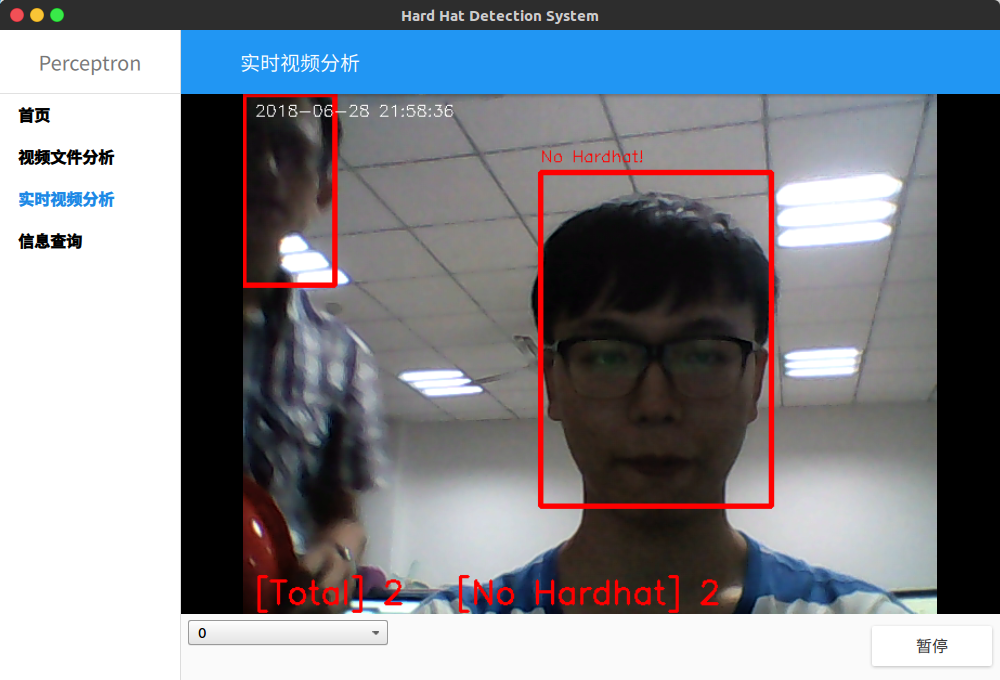 Hard Hat Detection System
Perceptron
实时视频分析
首页
视频文件分析
实时视频分析
信息查询
2018-06-28 21:58:36
No Hardhat!
[Total] 2 [No Hardhat] 2
0
暂停